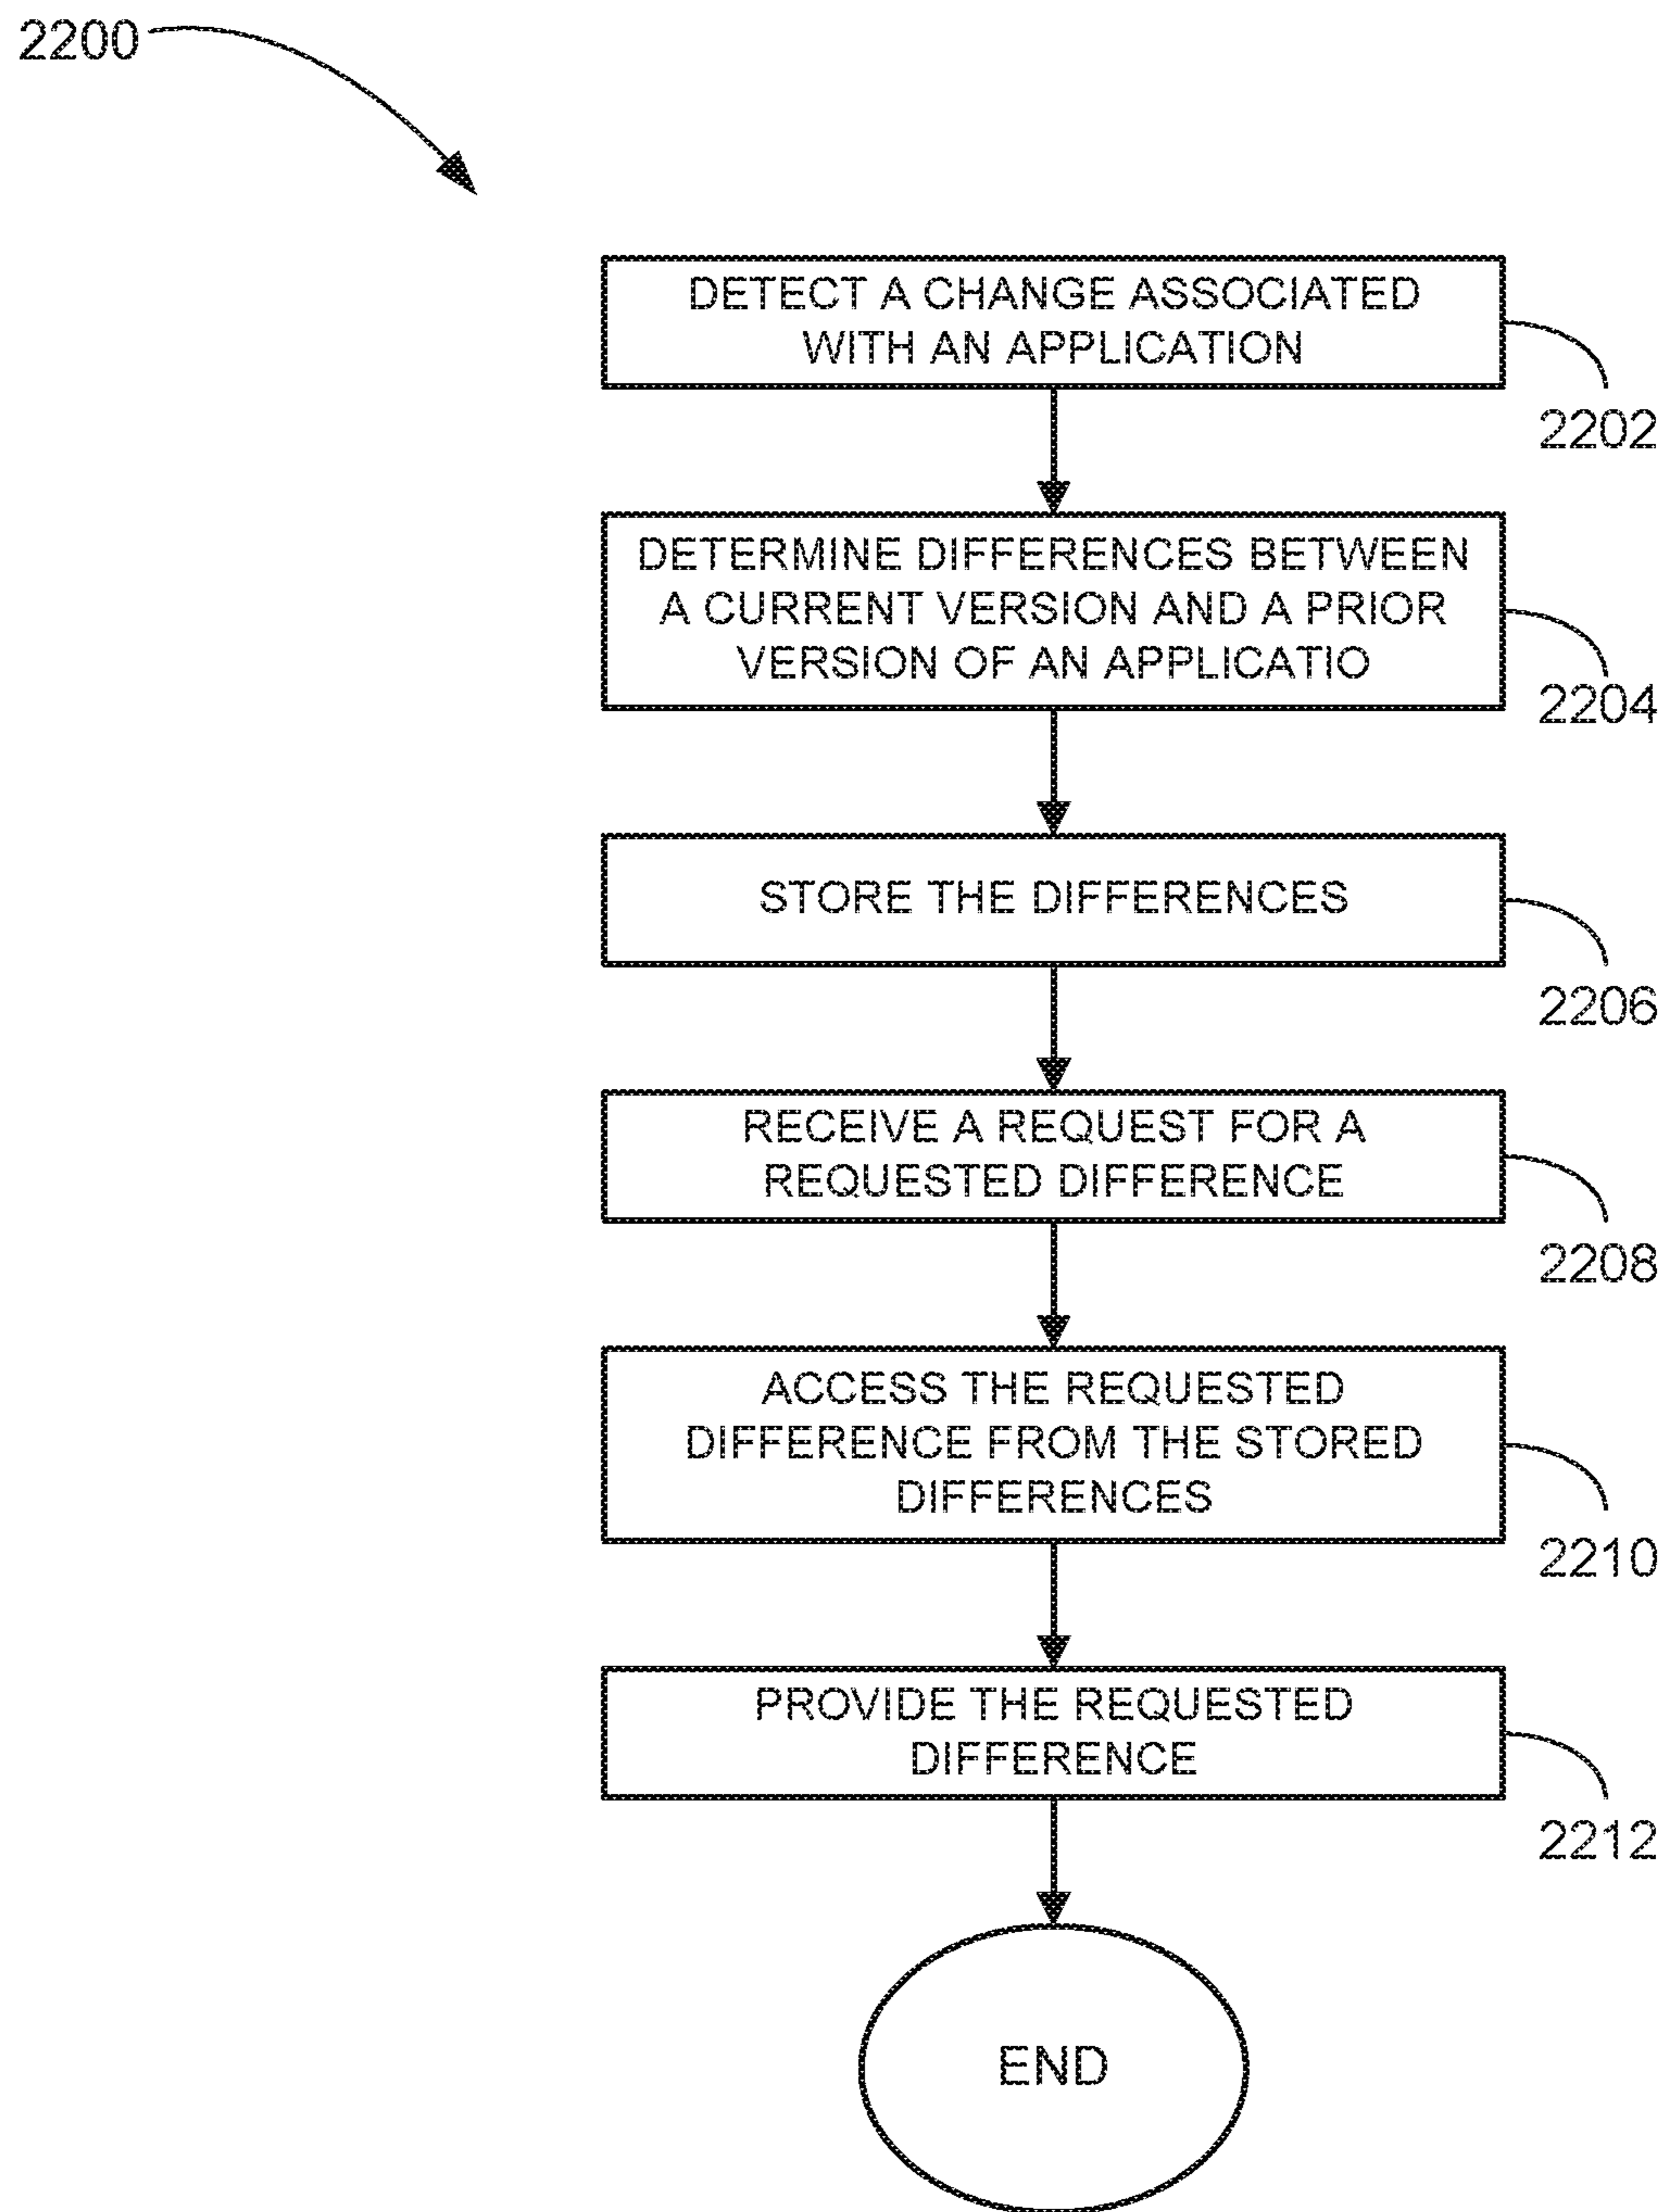 2200
DETECT A CHANGE ASSOCIATED
WITH AN APPLICATION
2202
DETERMINE DIFFERENCES BETWEEN
A CURRENT VERSION AND A PRIOR
VERSION OF AN APPLICATIO
2204
STORE THE DIFFERENCES
2206
RECEIVE A REQUEST FOR A
REQUESTED DIFFERENCE
2208
ACCESS THE REQUESTED
DIFFERENCE FROM THE STORED
DIFFERENCES
2210
PROVIDE THE REQUESTED
DIFFERENCE
2212
END